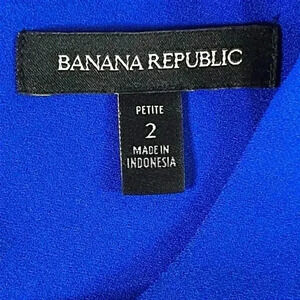 BANANA REPUBLIC
PETITE
2
MADE IN
INDONESIA